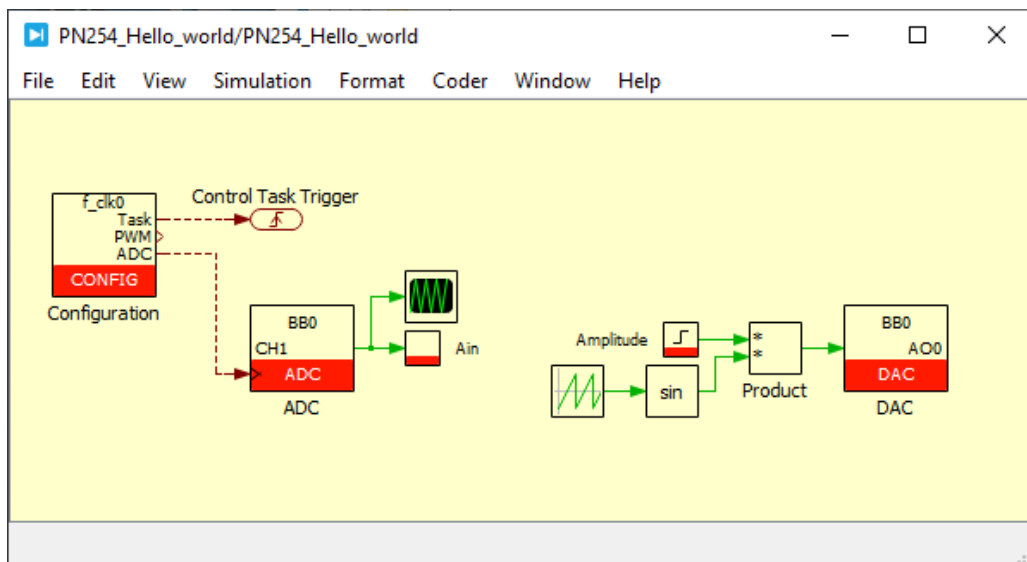 PN254_Hello_world/PN254_Hello_world
File Edit View Simulation Format Coder Window Help
f_clk0
Task
PWM
ADC
CONFIG
Configuration
Control Task Trigger
BB0
CH1
ADC
ADC
Ain
Amplitude
sin
*
*
Product
BB0
AO0
DAC
DAC